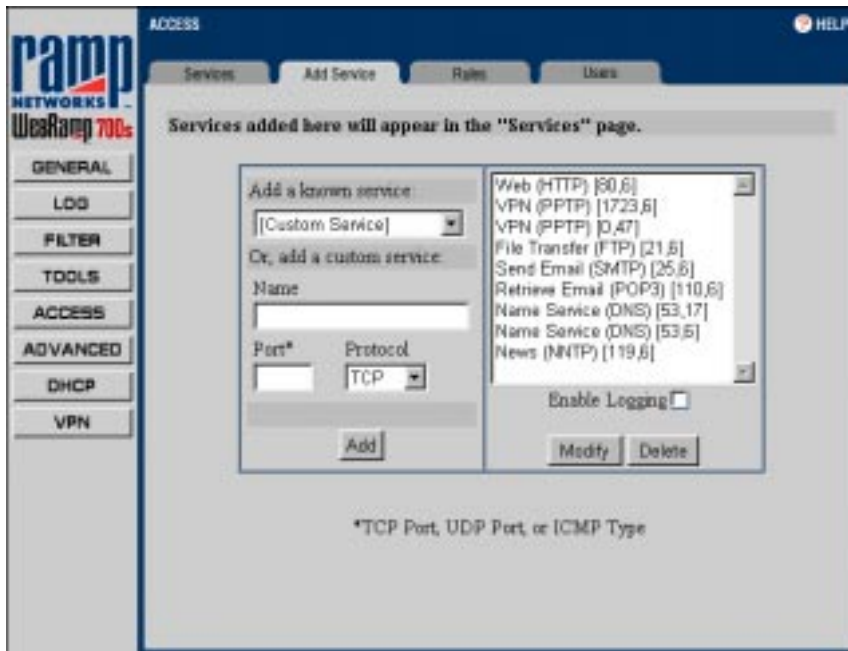 ACCESS
HELP
ramp
NETWORKS
WebRamp 700s
Services
Add Service
Rules
Users
Services added here will appear in the "Services" page.
GENERAL
LOG
FILTER
TOOLS
ACCESS
ADVANCED
DHCP
VPN
Add a known service:
[Custom Service]
Or, add a custom service:
Name
Port*
Protocol
TCP
Add
Web (HTTP) [80,6]
VPN (PPTP) [1723,6]
VPN (PPTP) [0,47]
File Transfer (FTP) [21,6]
Send Email (SMTP) [25,6]
Retrieve Email (POP3) [110,6]
Name Service (DNS) [53,17]
Name Service (DNS) [53,6]
News (NNTP) [119,6]
Enable Logging
Modify
Delete
*TCP Port, UDP Port, or ICMP Type